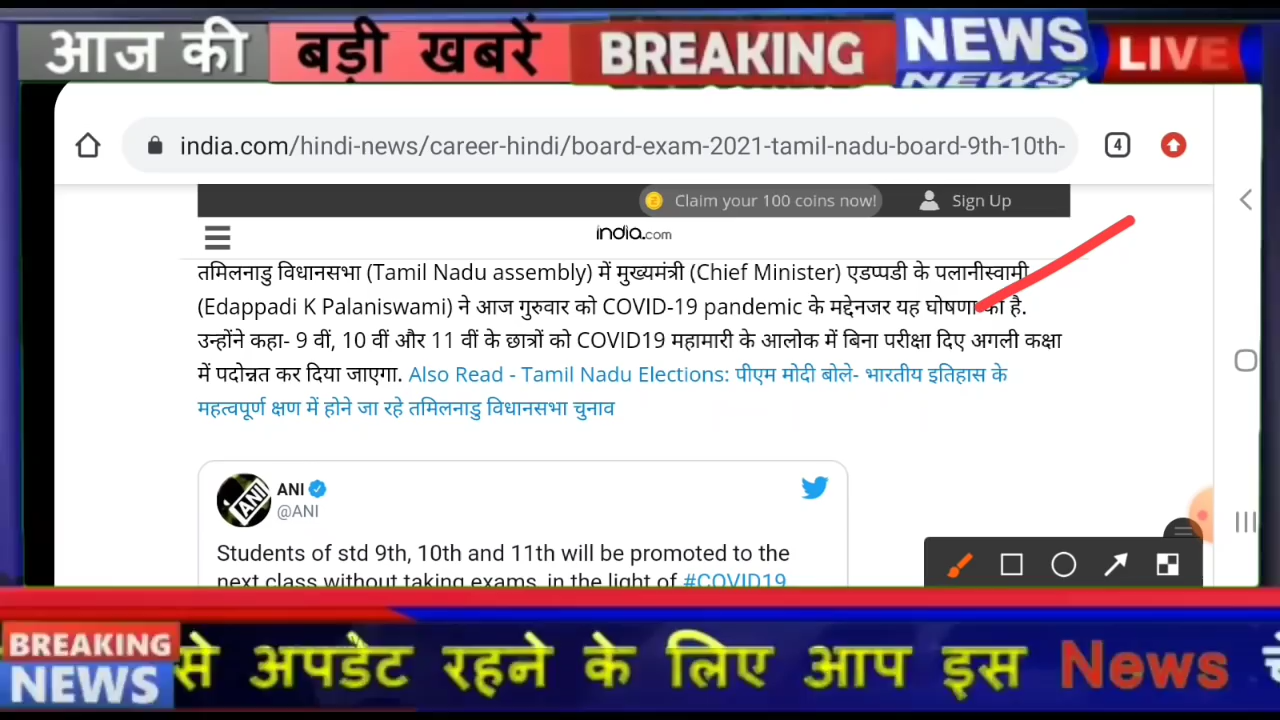 आज की बड़ी खबरें BREAKING NEWS LIVE
NEWS
india.com/hindi-news/career-hindi/board-exam-2021-tamil-nadu-board-9th-10th-
4
Claim your 100 coins now! Sign Up
india.com
तमिलनाडु विधानसभा (Tamil Nadu assembly) में मुख्यमंत्री (Chief Minister) एडप्पडी के पलानीस्वामी
(Edappadi K Palaniswami) ने आज गुरुवार को COVID-19 pandemic के मद्देनजर यह घोषणा की है.
उन्होंने कहा- 9 वीं, 10 वीं और 11 वीं के छात्रों को COVID19 महामारी के आलोक में बिना परीक्षा दिए अगली कक्षा
में पदोन्नत कर दिया जाएगा. Also Read - Tamil Nadu Elections: पीएम मोदी बोले- भारतीय इतिहास के
महत्वपूर्ण क्षण में होने जा रहे तमिलनाडु विधानसभा चुनाव
ANI
ANI
@ANI
Students of std 9th, 10th and 11th will be promoted to the
next class without taking exams, in the light of #COVID19
BREAKING
NEWS
से अपडेट रहने के लिए आप इस News